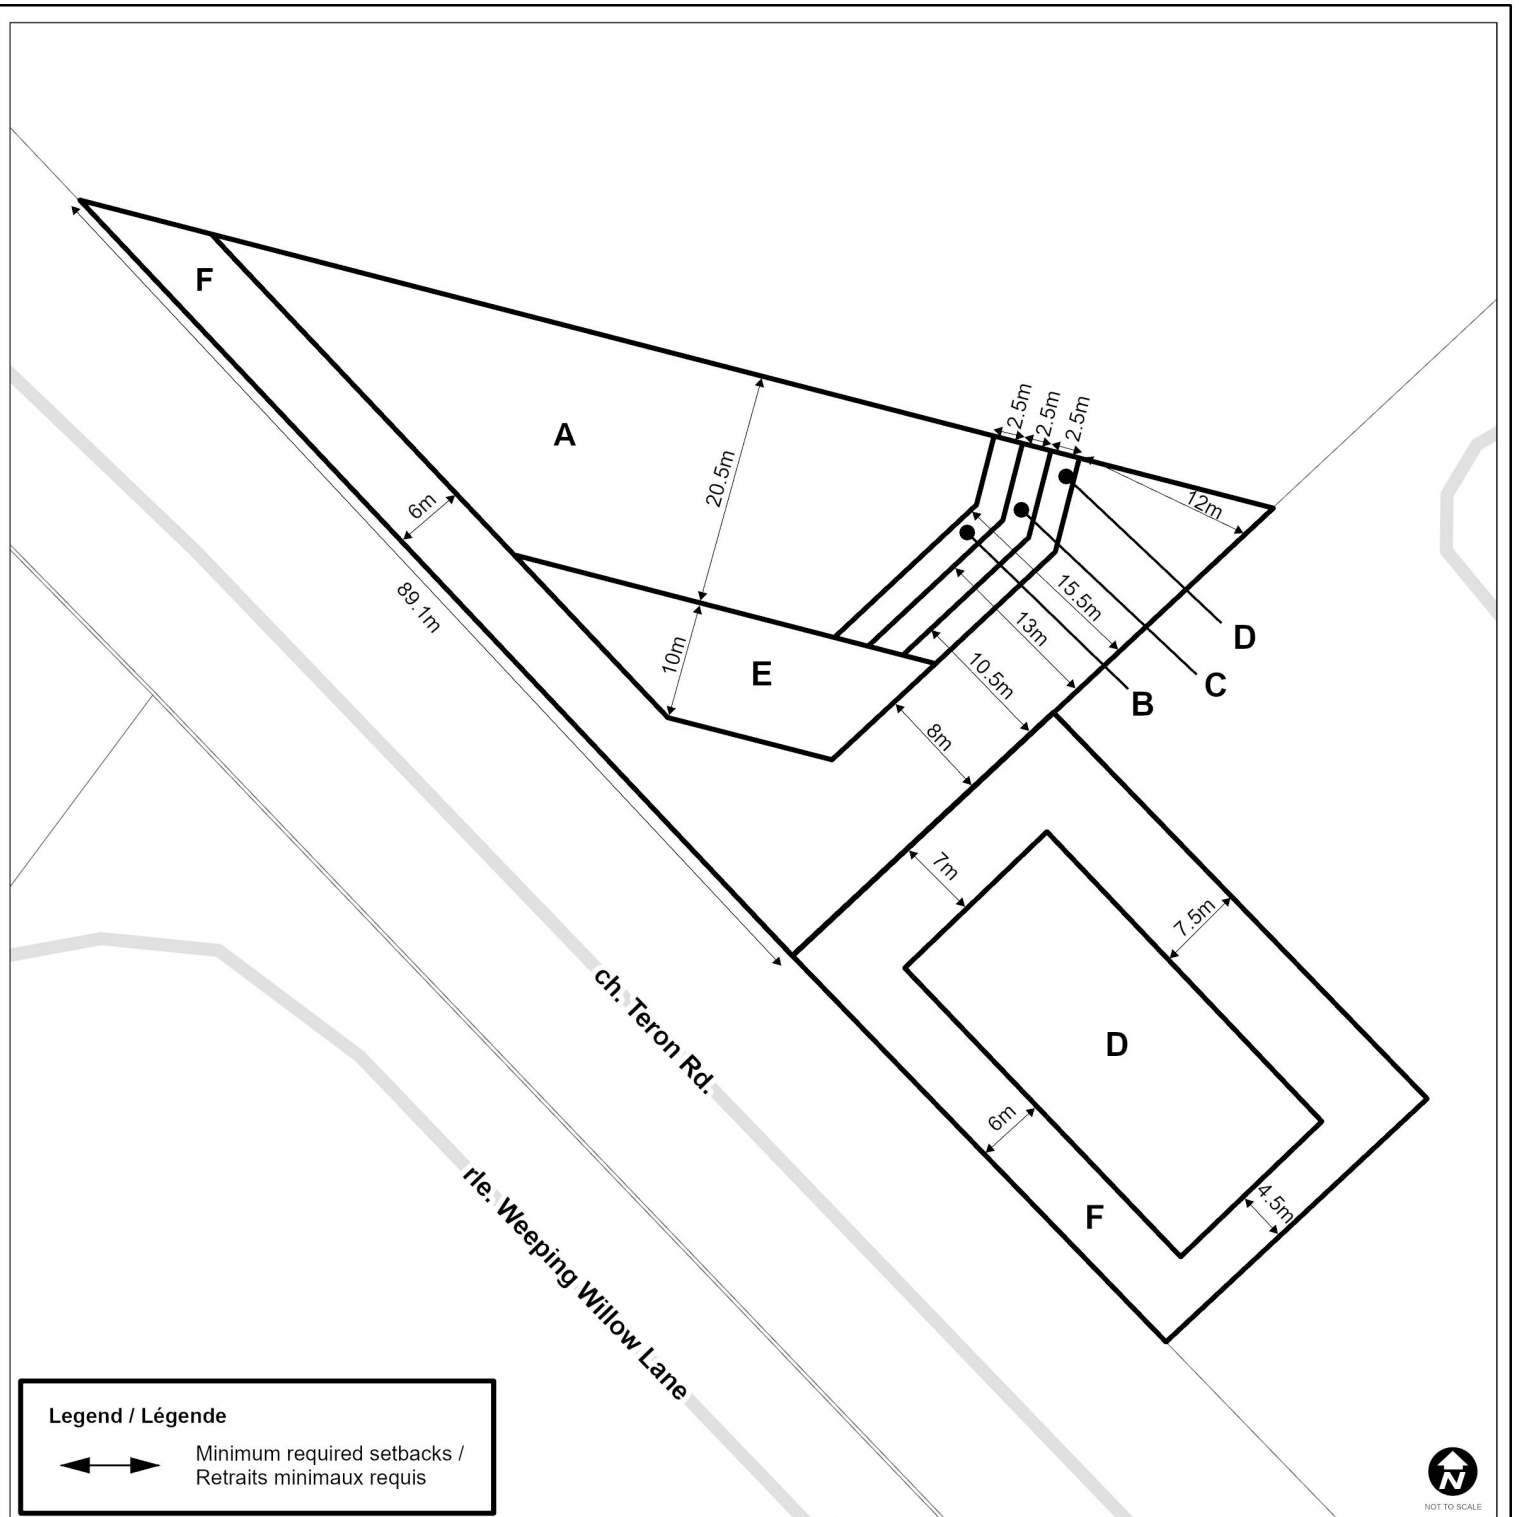 F
A
2.5m
2.5m
2.5m
12m
20.5m
6m
89.1m
15.5m
13m
10.5m
8m
D
C
B
10m
E
7m
7.5m
D
6m
F
4.5m
ch. Teron Rd.
rle. Weeping Willow Lane
Legend / Légende
Minimum required setbacks /
Retraits minimaux requis
N
NOT TO SCALE